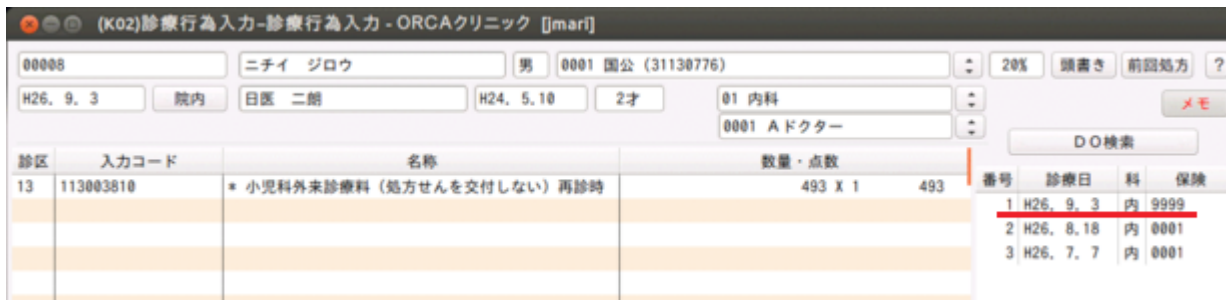 (K02)診療行為入力-診療行為入力 - ORCAクリニック [jmari]
00008 ニチイ ジロウ 男 0001 国公 (31130776) 20% 頭書き 前回処方 ?
H26. 9. 3 院内 日医 二朗 H24. 5.10 2才 01 内科 メモ
0001 Aドクター
DO検索
診区 入力コード 名称 数量・点数
13 113003810 * 小児科外来診療料（処方せんを交付しない）再診時 493 X 1 493
番号 診療日 科 保険
1 H26. 9. 3 内 9999
2 H26. 8.18 内 0001
3 H26. 7. 7 内 0001